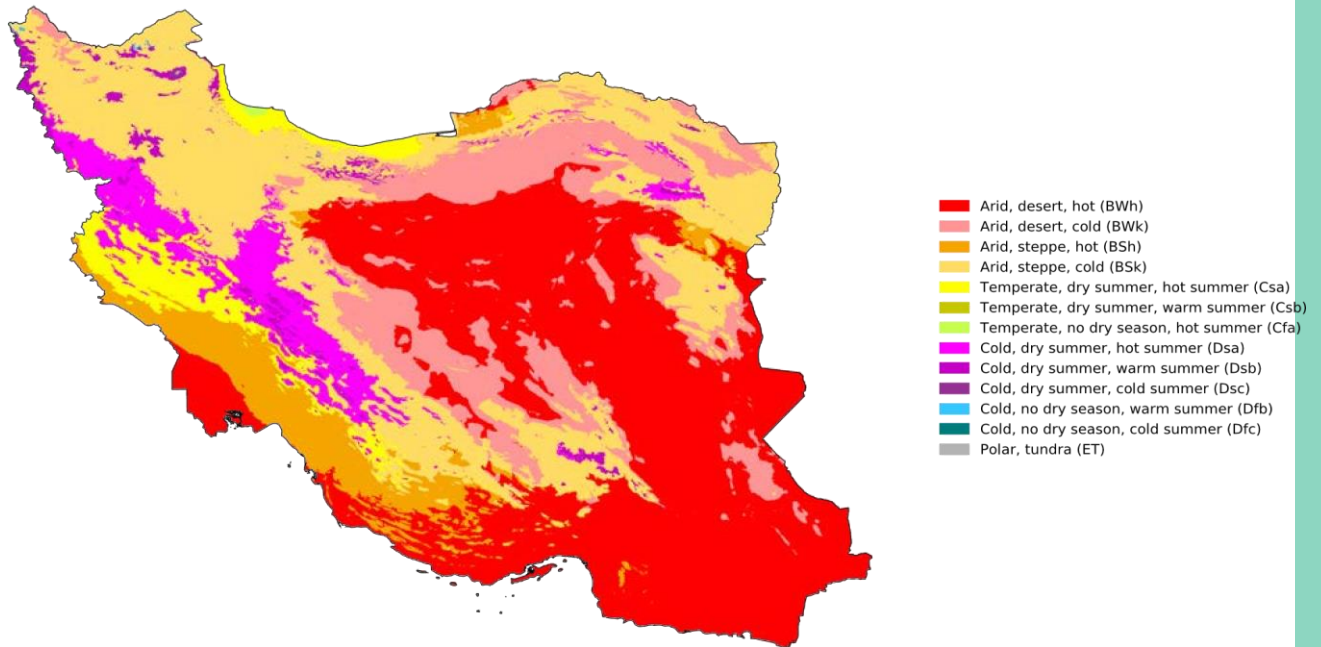 Arid, desert, hot (BWh)
Arid, desert, cold (BWk)
Arid, steppe, hot (BSh)
Arid, steppe, cold (BSk)
Temperate, dry summer, hot summer (Csa)
Temperate, dry summer, warm summer (Csb)
Temperate, no dry season, hot summer (Cfa)
Cold, dry summer, hot summer (Dsa)
Cold, dry summer, warm summer (Dsb)
Cold, dry summer, cold summer (Dsc)
Cold, no dry season, warm summer (Dfb)
Cold, no dry season, cold summer (Dfc)
Polar, tundra (ET)